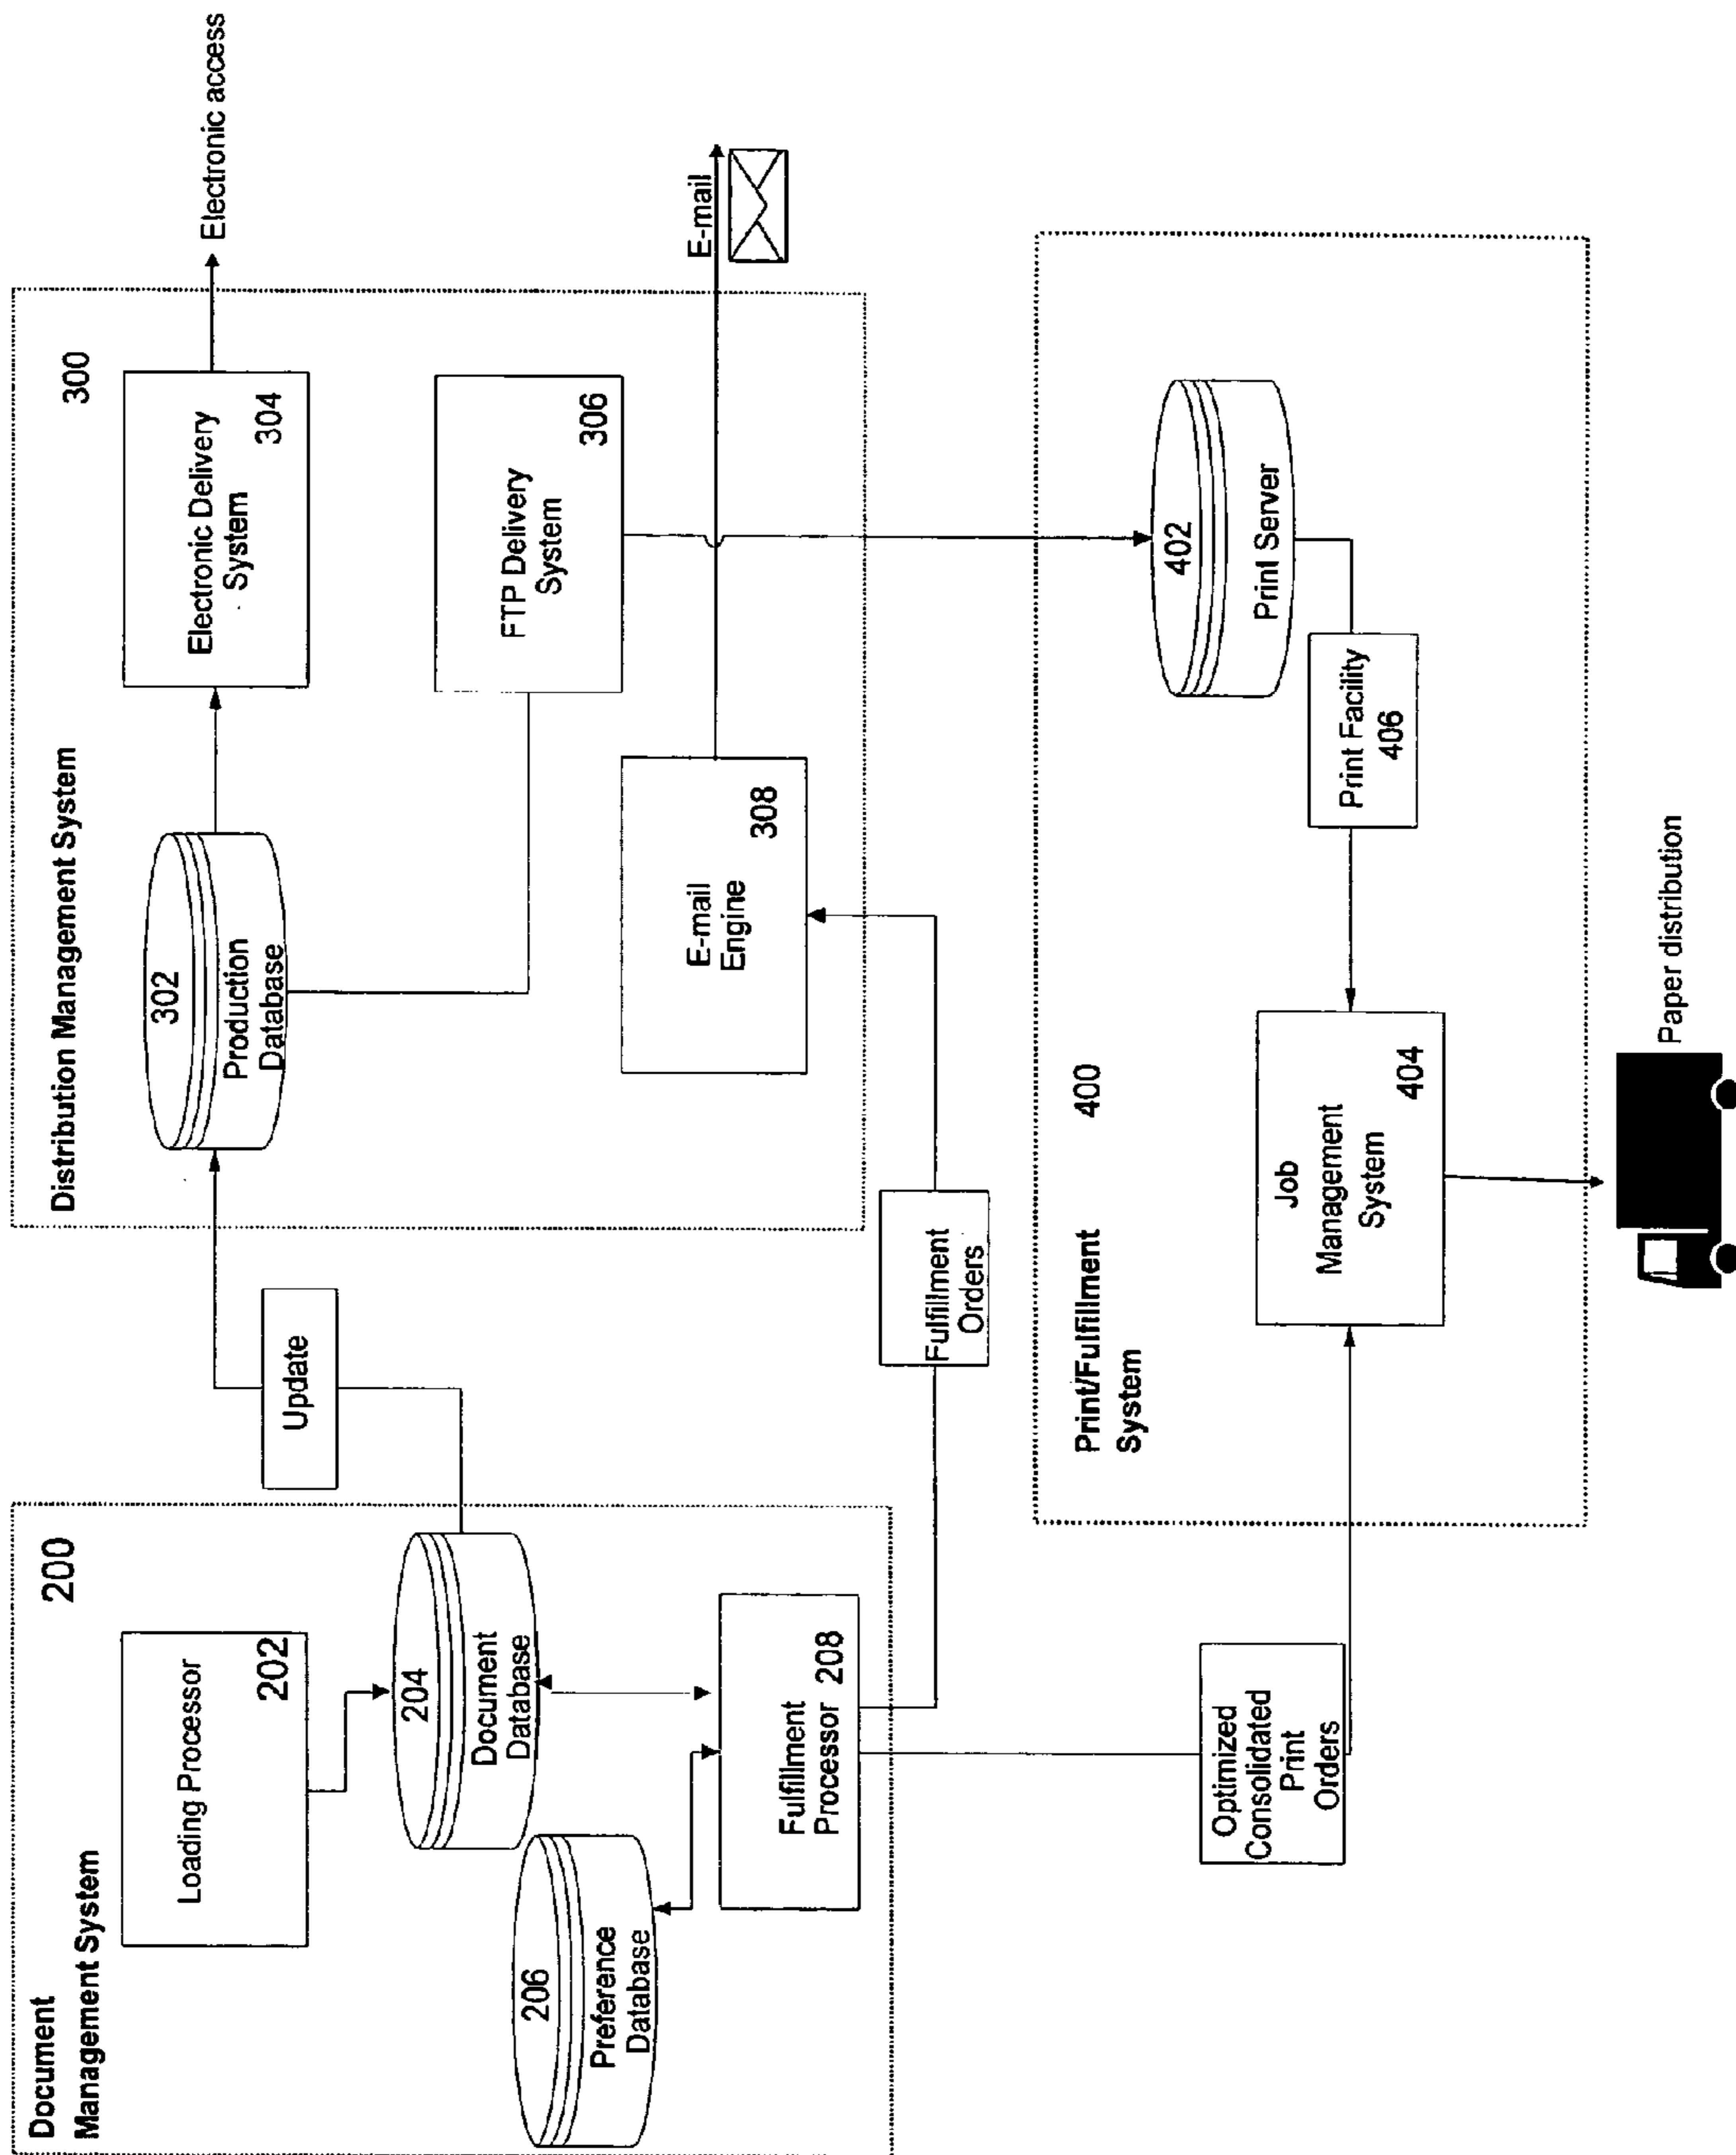 Document
Management System
200
Loading Processor
202
204
Document
Database
206
Preference
Database
Fulfillment
Processor 208
Update
Distribution Management System
300
302
Production
Database
Electronic Delivery
System
304
Electronic access
FTP Delivery
System
306
E-mail
Engine
308
E-mail
Fulfillment
Orders
Optimized
Consolidated
Print
Orders
Print/Fulfillment
System
400
402
Print Server
Print Facility
406
Job
Management
System
404
Paper distribution